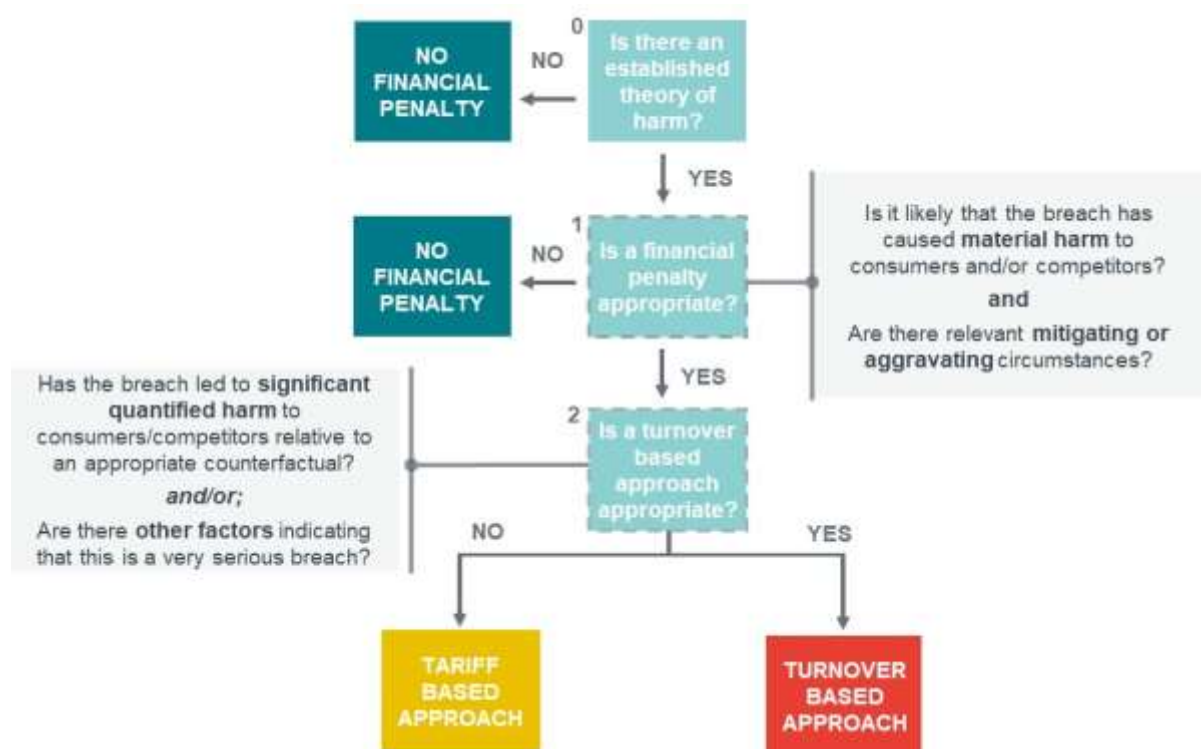 0
Is there an
established
theory of
harm?
NO
NO
FINANCIAL
PENALTY
YES
1
Is a financial
penalty
appropriate?
NO
NO
FINANCIAL
PENALTY
Is it likely that the breach has
caused material harm to
consumers and/or competitors?
and
Are there relevant mitigating or
aggravating circumstances?
YES
Has the breach led to significant
quantified harm to
consumers/competitors relative to
an appropriate counterfactual?
and/or;
Are there other factors indicating
that this is a very serious breach?
2
Is a turnover
based
approach
appropriate?
NO
YES
TARIFF
BASED
APPROACH
TURNOVER
BASED
APPROACH